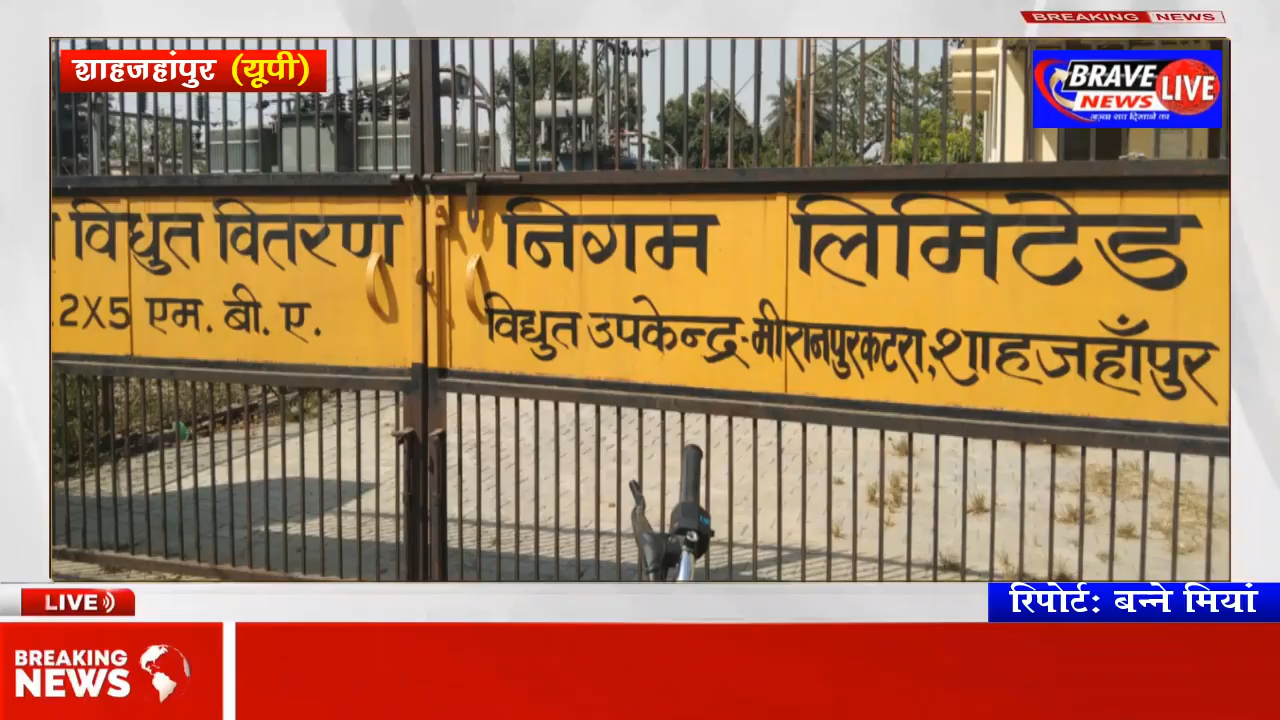 BREAKING NEWS
शाहजहांपुर (यूपी)
BRAVE
NEWS
LIVE
विद्युत वितरण निगम लिमिटेड
2X5 एम. बी. ए.
विद्युत उपकेन्द्र-मीरानपुरकटरा,शाहजहाँपुर
LIVE
रिपोर्ट: बन्ने मियां
BREAKING
NEWS